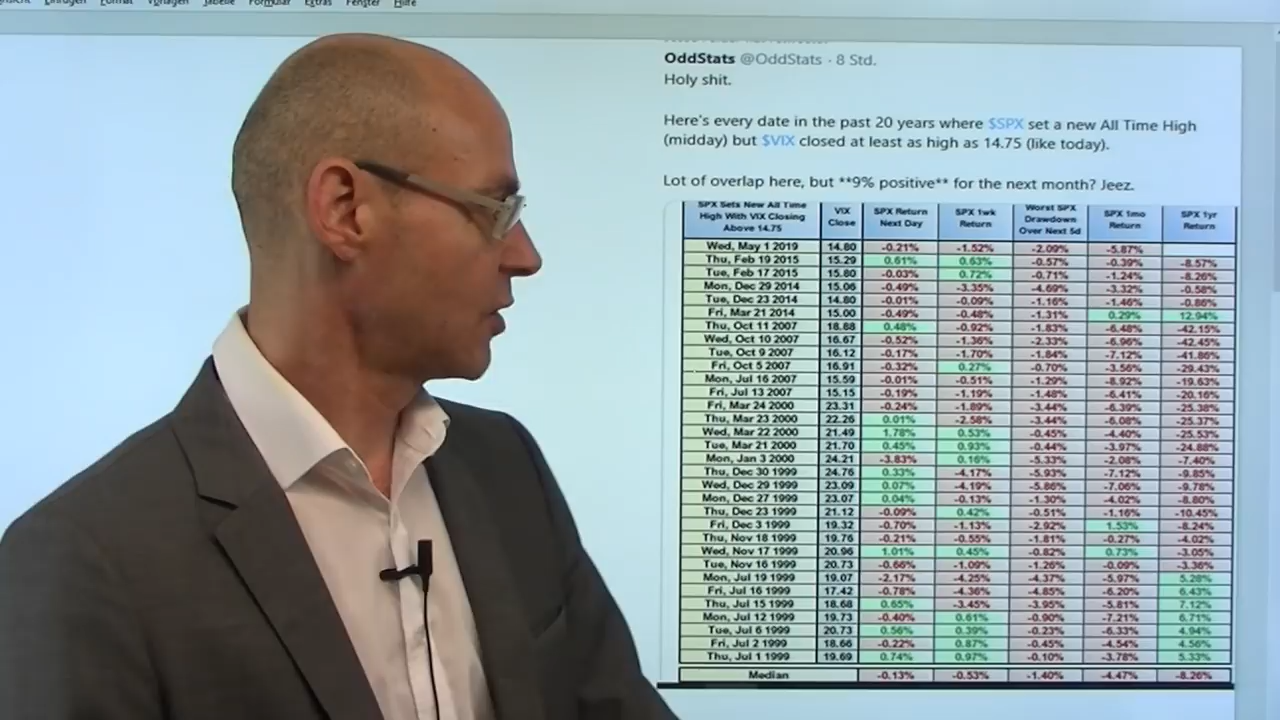 Einfügen Format Vorlagen Tabelle Formular Extras Fenster Hilfe
OddStats @OddStats · 8 Std.
Holy shit.
Here's every date in the past 20 years where $SPX set a new All Time High
(midday) but $VIX closed at least as high as 14.75 (like today).
Lot of overlap here, but **9% positive** for the next month? Jeez.
SPX Sets New All Time High With VIX Closing Above 14.75 VIX Close SPX Return Next Day SPX 1wk Return Worst SPX Drawdown Over Next 5d SPX 1mo Return SPX 1yr Return
Wed, May 1 2019 14.80 -0.21% -1.52% -2.09% -5.87%
Thu, Feb 19 2015 15.29 0.61% 0.63% -0.57% -0.39% -8.57%
Tue, Feb 17 2015 15.80 -0.03% 0.72% -0.71% -1.24% -8.26%
Mon, Dec 29 2014 15.06 -0.49% -3.35% -4.69% -3.32% -0.58%
Tue, Dec 23 2014 14.80 -0.01% -0.09% -1.16% -1.46% -0.86%
Fri, Mar 21 2014 15.00 -0.49% -0.48% -1.31% 0.29% 12.94%
Thu, Oct 11 2007 18.88 0.48% -0.92% -1.83% -6.48% -42.15%
Wed, Oct 10 2007 16.67 -0.52% -1.36% -2.33% -6.96% -42.45%
Tue, Oct 9 2007 16.12 -0.17% -1.70% -1.84% -7.12% -41.86%
Fri, Oct 5 2007 16.91 -0.32% 0.27% -0.70% -3.56% -29.43%
Mon, Jul 16 2007 15.59 -0.01% -0.51% -1.29% -8.92% -19.63%
Fri, Jul 13 2007 15.15 -0.19% -1.19% -1.48% -6.41% -20.16%
Fri, Mar 24 2000 23.31 -0.24% -1.89% -3.44% -6.39% -25.38%
Thu, Mar 23 2000 22.26 0.01% -2.58% -3.44% -6.08% -25.37%
Wed, Mar 22 2000 21.49 1.78% 0.53% -0.45% -4.40% -25.53%
Tue, Mar 21 2000 21.70 0.45% 0.93% -0.44% -3.97% -24.88%
Mon, Jan 3 2000 24.21 -3.83% 0.16% -5.33% -2.08% -7.40%
Thu, Dec 30 1999 24.76 0.33% -4.17% -5.93% -7.12% -9.85%
Wed, Dec 29 1999 23.09 0.07% -4.19% -5.86% -7.06% -9.78%
Mon, Dec 27 1999 23.07 0.04% -0.13% -1.30% -4.02% -8.80%
Thu, Dec 23 1999 21.12 -0.09% 0.42% -0.51% -1.16% -10.45%
Fri, Dec 3 1999 19.32 -0.70% -1.13% -2.92% 1.53% -8.24%
Thu, Nov 18 1999 19.76 -0.21% -0.55% -1.81% -0.27% -4.02%
Wed, Nov 17 1999 20.96 1.01% 0.45% -0.82% 0.73% -3.05%
Tue, Nov 16 1999 20.73 -0.66% -1.09% -1.26% -0.09% -3.36%
Mon, Jul 19 1999 19.07 -2.17% -4.25% -4.37% -5.97% 5.28%
Fri, Jul 16 1999 17.42 -0.78% -4.36% -4.85% -6.20% 6.43%
Thu, Jul 15 1999 18.68 0.65% -3.45% -3.95% -5.81% 7.12%
Mon, Jul 12 1999 19.73 -0.40% 0.61% -0.90% -7.21% 6.71%
Tue, Jul 6 1999 20.73 0.56% 0.39% -0.23% -6.33% 4.94%
Fri, Jul 2 1999 18.66 -0.22% 0.87% -0.45% -4.54% 4.56%
Thu, Jul 1 1999 19.69 0.74% 0.97% -0.10% -3.78% 5.33%
Median -0.13% -0.53% -1.40% -4.47% -8.26%